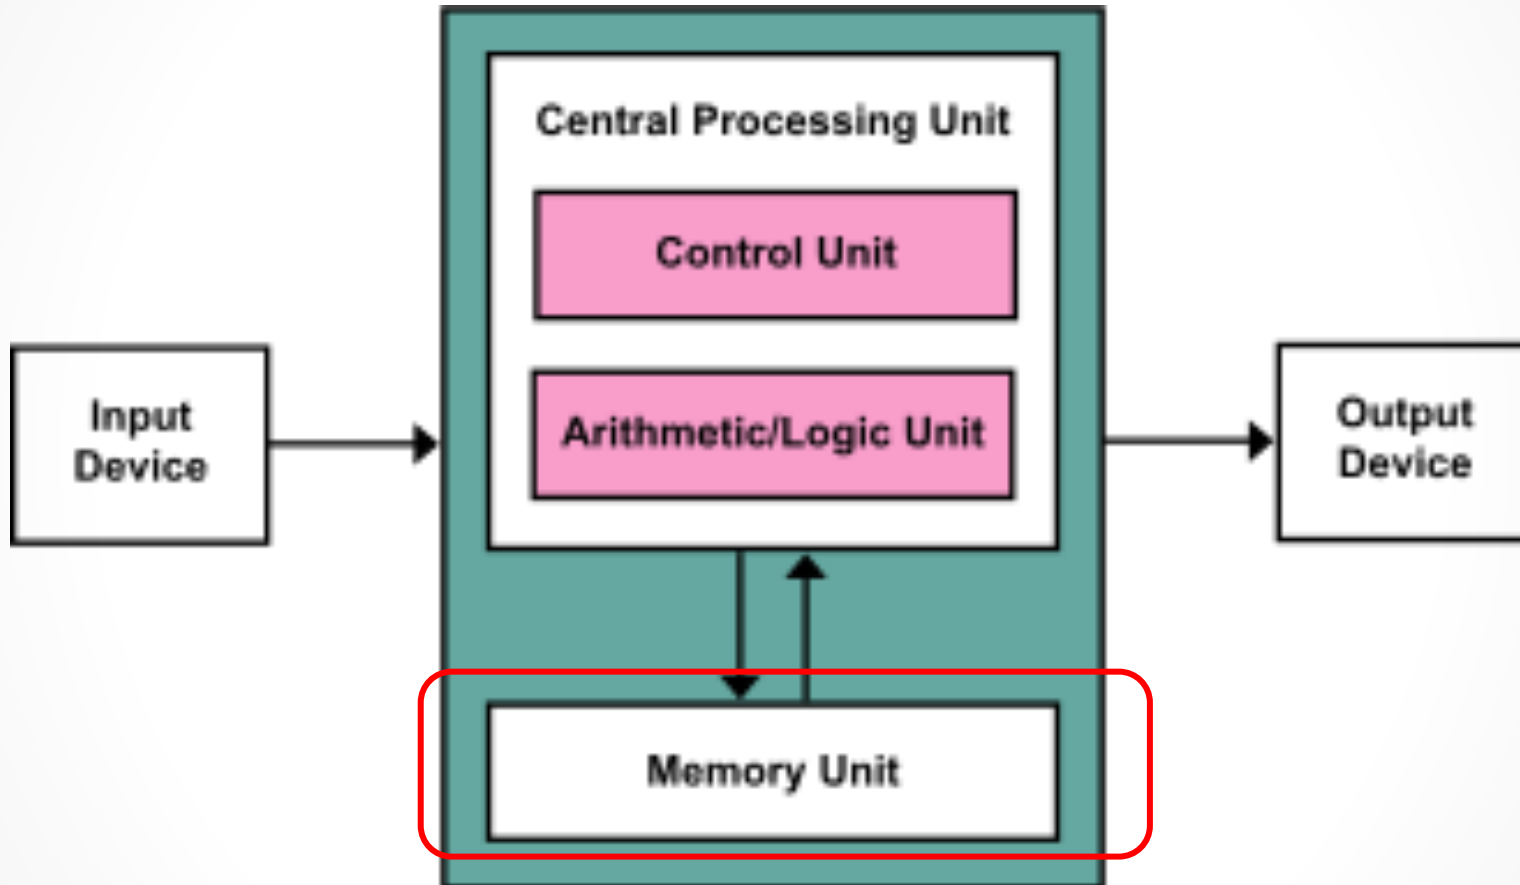 Central Processing Unit
Control Unit
Arithmetic/Logic Unit
Input
Device
Output
Device
Memory Unit